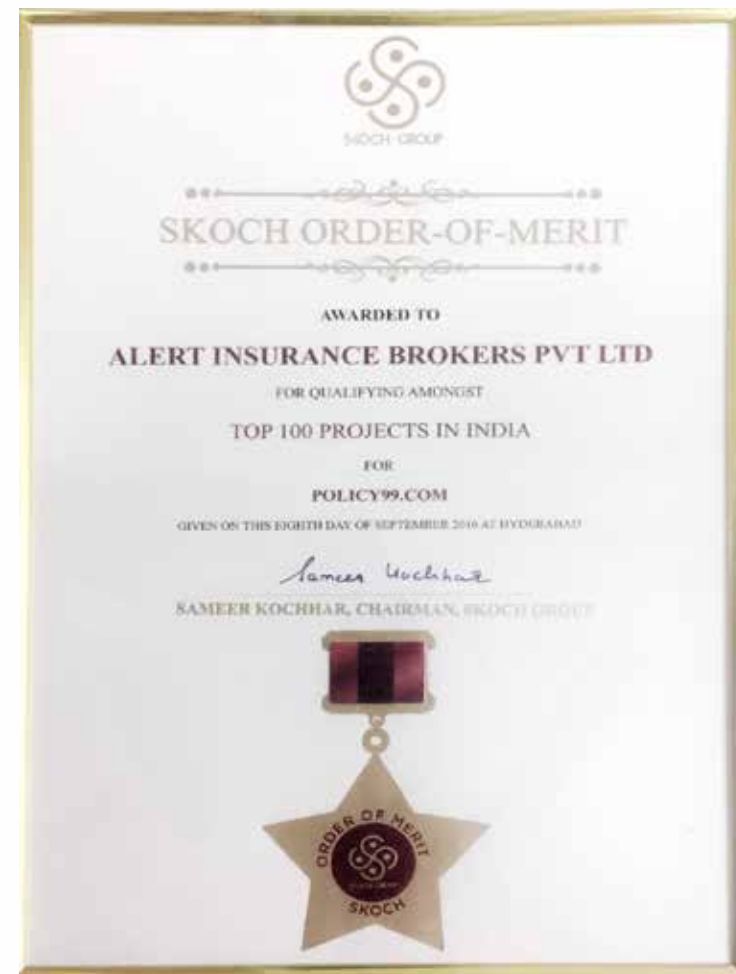 SKOCH GROUP
SKOCH ORDER-OF-MERIT
AWARDED TO
ALERT INSURANCE BROKERS PVT LTD
FOR QUALIFYING AMONGST
TOP 100 PROJECTS IN INDIA
FOR
POLICY99.COM
GIVEN ON THIS EIGHTH DAY OF SEPTEMBER 2016 AT HYDERABAD
Sameer Kochhar
SAMEER KOCHHAR, CHAIRMAN, SKOCH GROUP
ORDER OF MERIT
SKOCH GROUP
SKOCH